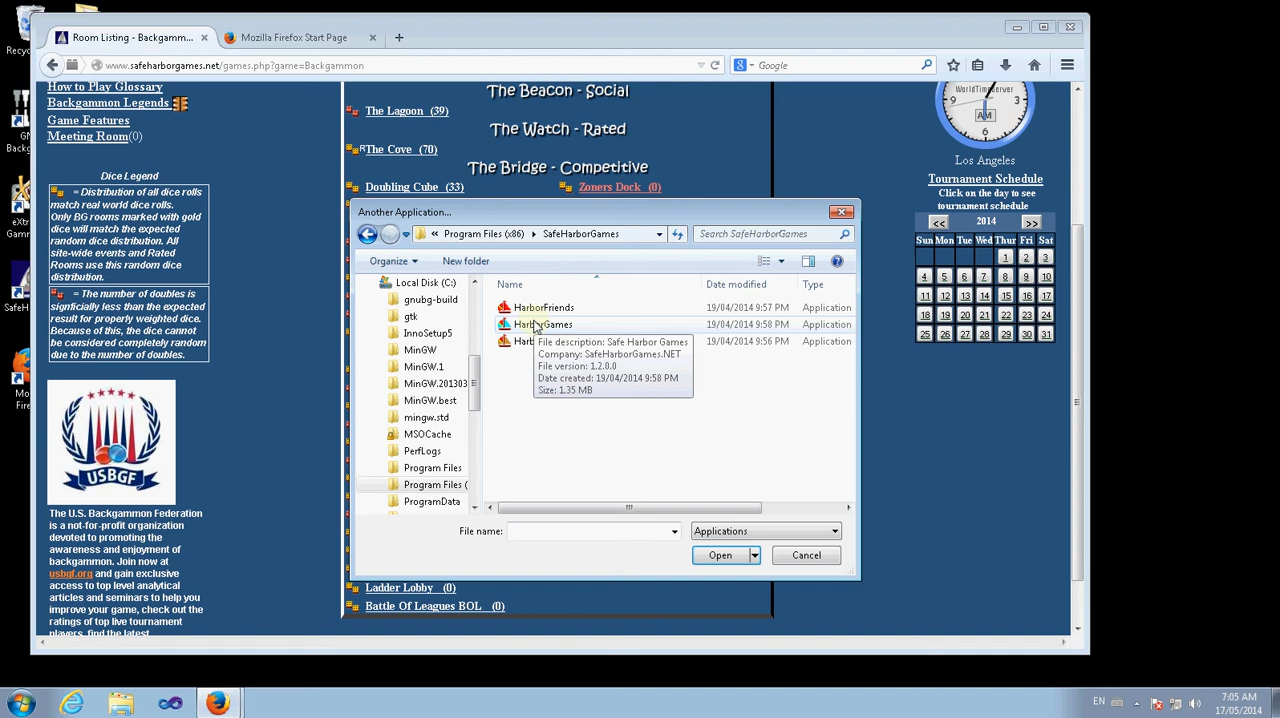 Room Listing - Backgamm...
Mozilla Firefox Start Page
www.safeharborgames.net/games.php?game=Backgammon
Google
How to Play Glossary
Backgammon Legends
Game Features
Meeting Room(0)
Dice Legend
= Distribution of all dice rolls
match real world dice rolls.
Only BG rooms marked with gold
dice will match the expected
random dice distribution. All
site-wide events and Rated
Rooms use this random dice
distribution.
= The number of doubles is
signficiantly less than the expected
result for properly weighted dice.
Because of this, the dice cannot
be considered completely random
due to the number of doubles.
USBGF
The U.S. Backgammon Federation
is a not-for-profit organization
devoted to promoting the
awareness and enjoyment of
backgammon. Join now at
usbgf.org and gain exclusive
access to top level analytical
articles and seminars to help you
improve your game, check out the
ratings of top live tournament
players, find the latest
The Beacon - Social
The Lagoon (39)
The Watch - Rated
R
The Cove (70)
The Bridge - Competitive
Doubling Cube (33)
Zoners Dock (0)
Another Application...
Program Files (x86)
SafeHarborGames
Search SafeHarborGames
Organize
New folder
Local Disk (C:)
gnubg-build
gtk
InnoSetup5
MinGW
MinGW.1
MinGW.201303
MinGW.best
mingw.std
MSOCache
PerfLogs
Program Files
Program Files (
ProgramData
Name
Date modified
Type
HarborFriends
19/04/2014 9:57 PM
Application
HarborGames
19/04/2014 9:58 PM
Application
Harb
19/04/2014 9:56 PM
Application
File description: Safe Harbor Games
Company: SafeHarborGames.NET
File version: 1.2.0.0
Date created: 19/04/2014 9:58 PM
Size: 1.35 MB
File name:
Applications
Open
Cancel
Ladder Lobby (0)
Battle Of Leagues BOL (0)
WorldTimeServer
9
3
AM
6
Los Angeles
Tournament Schedule
Click on the day to see
tournament schedule
<<
2014
>>
Sun Mon Tue Wed Thur Fri Sat
1 2 3
4 5 6 7 8 9 10
11 12 13 14 15 16 17
18 19 20 21 22 23 24
25 26 27 28 29 30 31
EN
7:05 AM
17/05/2014